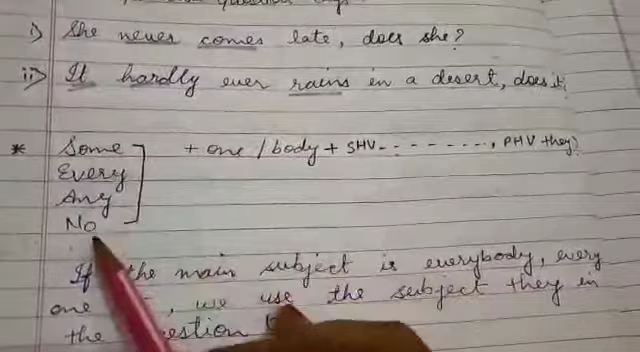 i) She never comes late, does she?
ii) It hardly ever rains in a desert, does it
* Some + one / body + SHV - - - - - - - , PHV they?
Every
Any
No
If the main subject is everybody, every
one , we use the subject they in
the